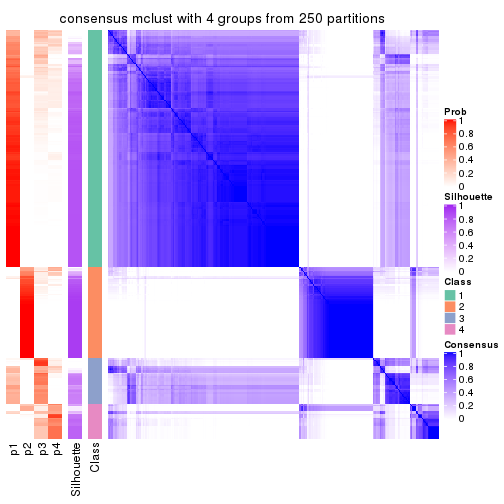 consensus mclust with 4 groups from 250 partitions
p1
p2
p3
p4
Silhouette
Class
Prob
1
0.8
0.6
0.4
0.2
0
Silhouette
1
0.8
0.6
0.4
0.2
0
Class
1
2
3
4
Consensus
1
0.8
0.6
0.4
0.2
0